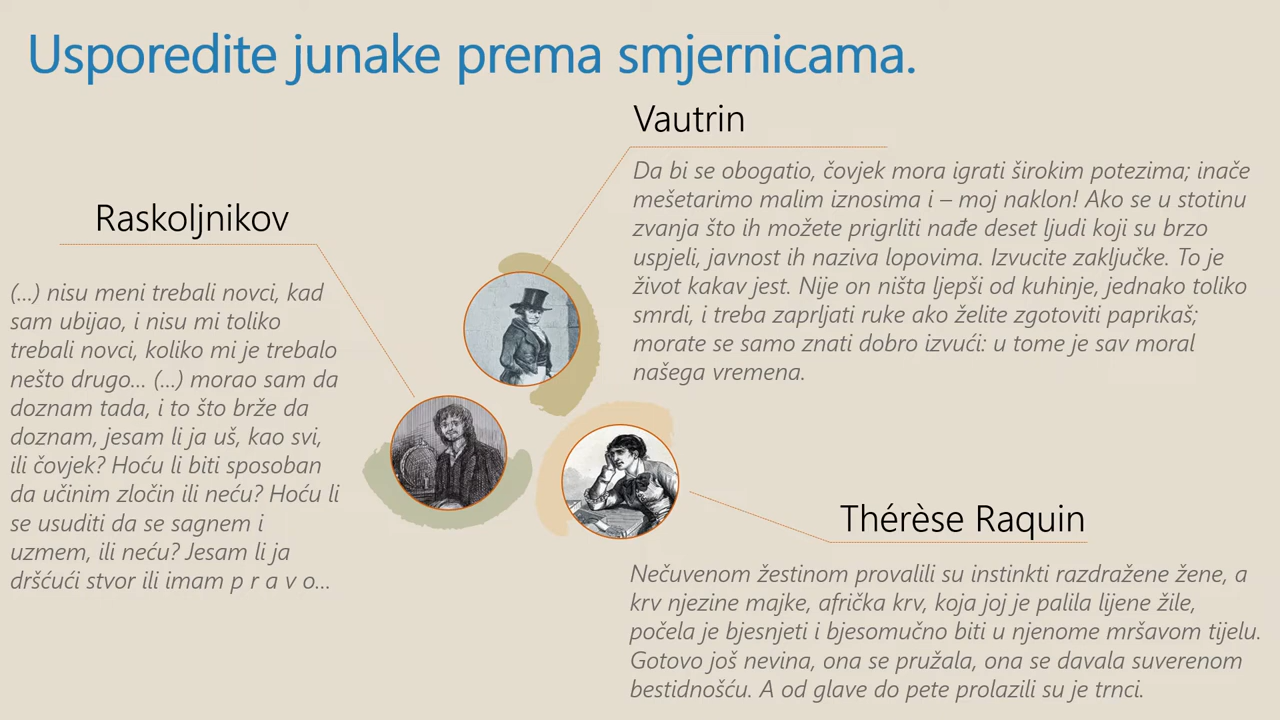 Usporedite junake prema smjernicama.
Vautrin
Da bi se obogatio, čovjek mora igrati širokim potezima; inače
mešetarimo malim iznosima i – moj naklon! Ako se u stotinu
zvanja što ih možete prigrliti nađe deset ljudi koji su brzo
uspjeli, javnost ih naziva lopovima. Izvucite zaključke. To je
život kakav jest. Nije on ništa ljepši od kuhinje, jednako toliko
smrdi, i treba zaprljati ruke ako želite zgotoviti paprikaš;
morate se samo znati dobro izvući: u tome je sav moral
našega vremena.
Raskoljnikov
(...) nisu meni trebali novci, kad
sam ubijao, i nisu mi toliko
trebali novci, koliko mi je trebalo
nešto drugo... (...) morao sam da
doznam tada, i to što brže da
doznam, jesam li ja uš, kao svi,
ili čovjek? Hoću li biti sposoban
da učinim zločin ili neću? Hoću li
se usuditi da se sagnem i
uzmem, ili neću? Jesam li ja
dršćući stvor ili imam p r a v o...
Thérèse Raquin
Nečuvenom žestinom provalili su instinkti razdražene žene, a
krv njezine majke, afrička krv, koja joj je palila lijene žile,
počela je bjesnjeti i bjesomučno biti u njenome mršavom tijelu.
Gotovo još nevina, ona se pružala, ona se davala suverenom
bestidnošću. A od glave do pete prolazili su je trnci.